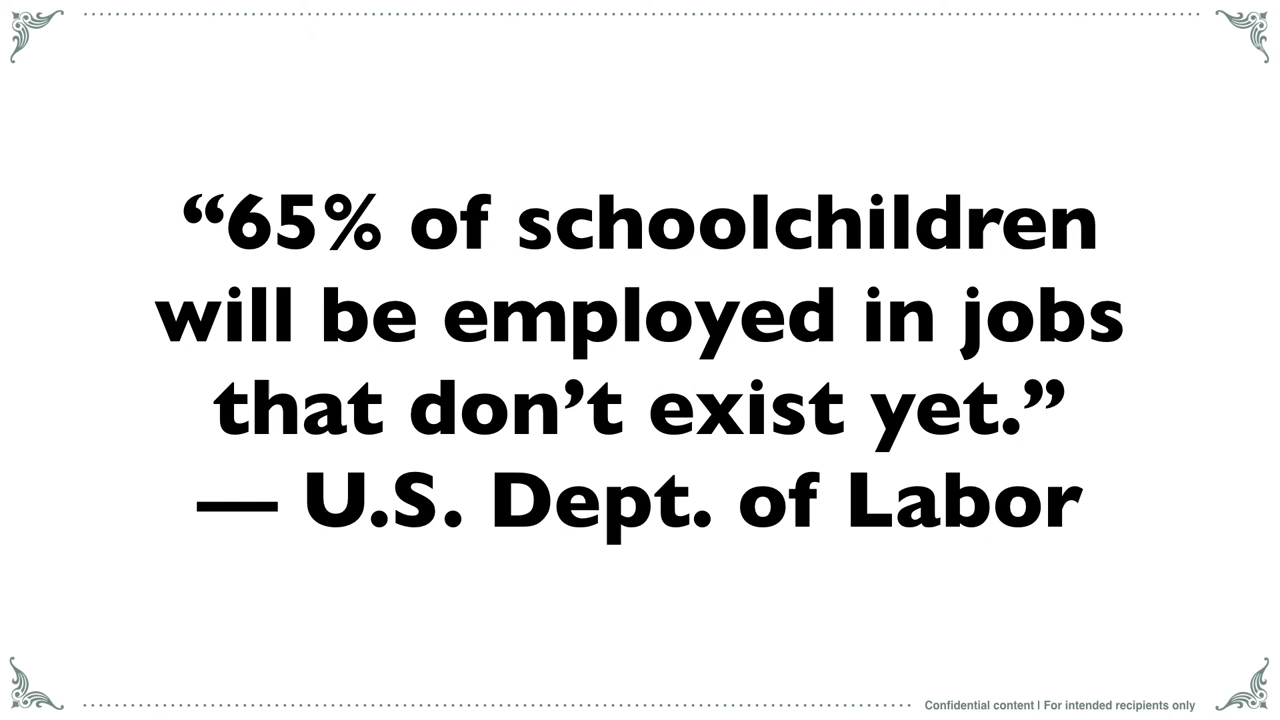 “65% of schoolchildren
will be employed in jobs
that don’t exist yet.”
— U.S. Dept. of Labor
Confidential content | For intended recipients only